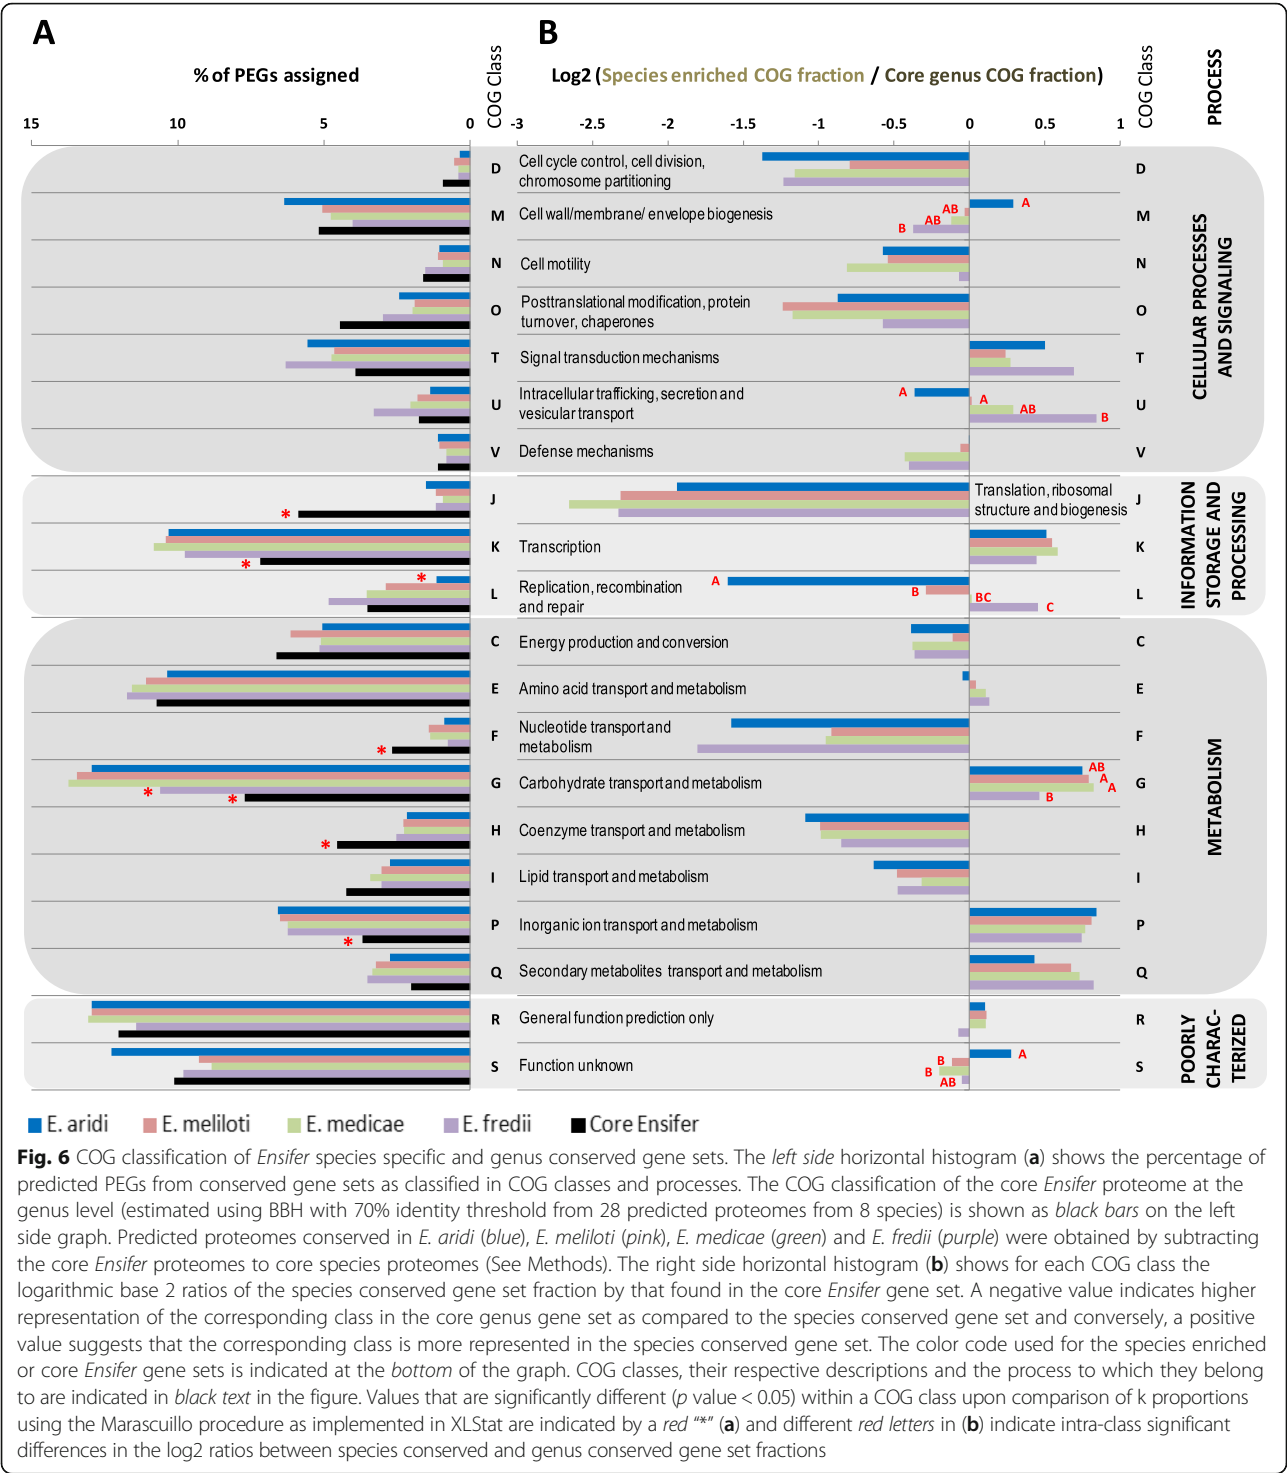 A
B
% of PEGs assigned
COG Class
Log2 (Species enriched COG fraction / Core genus COG fraction)
COG Class
PROCESS
15 10 5 0 -3 -2.5 -2 -1.5 -1 -0.5 0 0.5 1
D Cell cycle control, cell division, D
chromosome partitioning
M Cell wall/membrane/ envelope biogenesis AB AB B A M
N Cell motility N
O Posttranslational modification, protein O
turnover, chaperones
T Signal transduction mechanisms T
U Intracellular trafficking, secretion and A A AB B U
vesicular transport
V Defense mechanisms V
CELLULAR PROCESSES
AND SIGNALING
* J Translation, ribosomal J
structure and biogenesis
* K Transcription K
* L Replication, recombination A B BC C L
and repair
INFORMATION
STORAGE AND
PROCESSING
C Energy production and conversion C
E Amino acid transport and metabolism E
* F Nucleotide transport and F
metabolism
* * G Carbohydrate transport and metabolism AB A A B G
* H Coenzyme transport and metabolism H
I Lipid transport and metabolism I
* P Inorganic ion transport and metabolism P
Q Secondary metabolites transport and metabolism Q
METABOLISM
R General function prediction only R
S Function unknown B B AB A S
POORLY
CHARAC-
TERIZED
E. aridi E. meliloti E. medicae E. fredii Core Ensifer
Fig. 6 COG classification of Ensifer species specific and genus conserved gene sets. The left side horizontal histogram (a) shows the percentage of
predicted PEGs from conserved gene sets as classified in COG classes and processes. The COG classification of the core Ensifer proteome at the
genus level (estimated using BBH with 70% identity threshold from 28 predicted proteomes from 8 species) is shown as black bars on the left
side graph. Predicted proteomes conserved in E. aridi (blue), E. meliloti (pink), E. medicae (green) and E. fredii (purple) were obtained by subtracting
the core Ensifer proteomes to core species proteomes (See Methods). The right side horizontal histogram (b) shows for each COG class the
logarithmic base 2 ratios of the species conserved gene set fraction by that found in the core Ensifer gene set. A negative value indicates higher
representation of the corresponding class in the core genus gene set as compared to the species conserved gene set and conversely, a positive
value suggests that the corresponding class is more represented in the species conserved gene set. The color code used for the species enriched
or core Ensifer gene sets is indicated at the bottom of the graph. COG classes, their respective descriptions and the process to which they belong
to are indicated in black text in the figure. Values that are significantly different (p value < 0.05) within a COG class upon comparison of k proportions
using the Marascuillo procedure as implemented in XLStat are indicated by a red “*” (a) and different red letters in (b) indicate intra-class significant
differences in the log2 ratios between species conserved and genus conserved gene set fractions